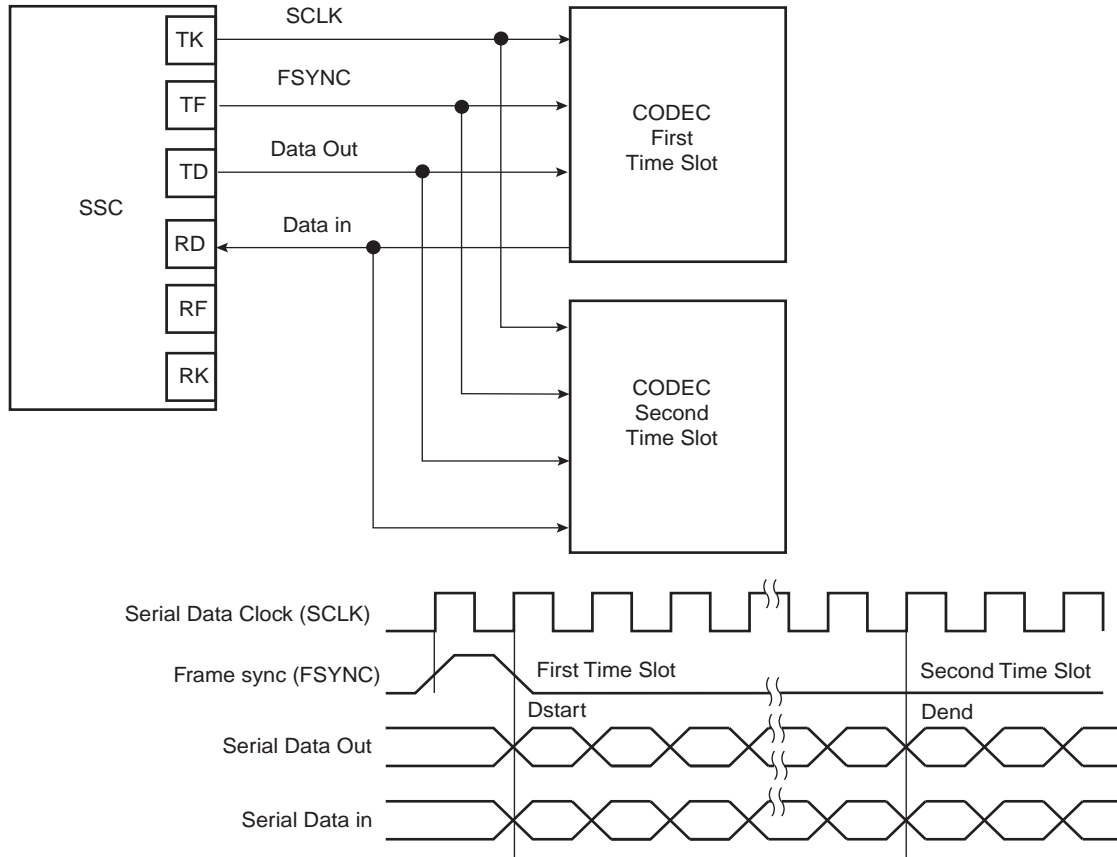 SCLK
TK
FSYNC
TF
CODEC
First
Time Slot
Data Out
TD
SSC
Data in
RD
RF
RK
CODEC
Second
Time Slot
Serial Data Clock (SCLK)
Frame sync (FSYNC)
First Time Slot
Second Time Slot
Dstart
Dend
Serial Data Out
Serial Data in